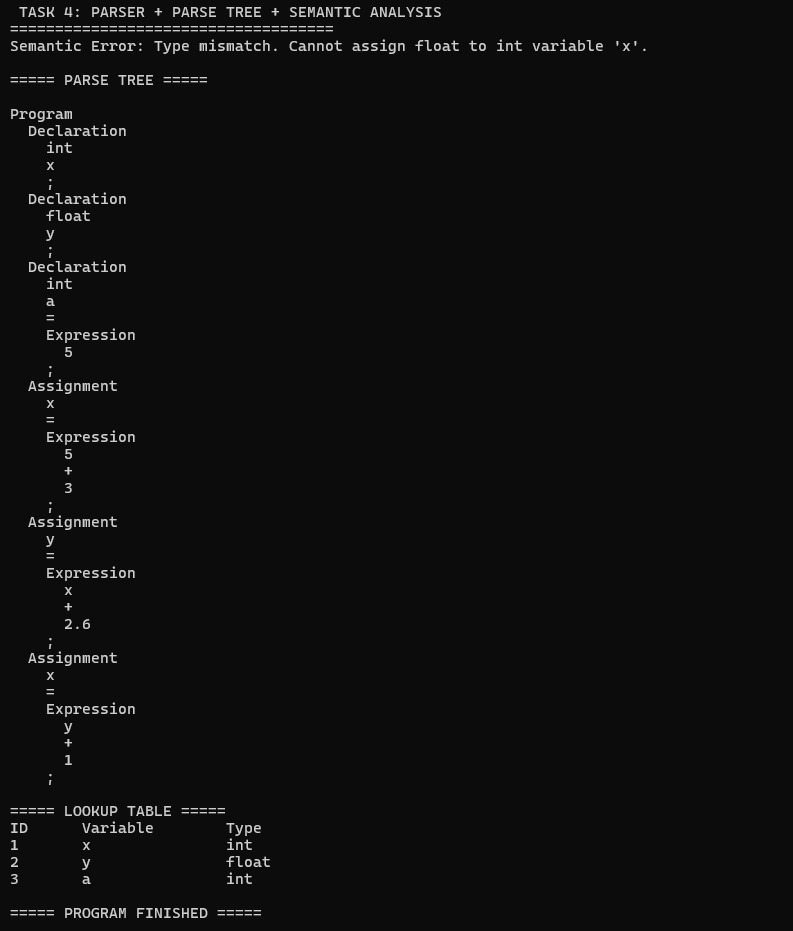 TASK 4: PARSER + PARSE TREE + SEMANTIC ANALYSIS
====================================
Semantic Error: Type mismatch. Cannot assign float to int variable 'x'.

===== PARSE TREE =====

Program
  Declaration
    int
    x
    ;
  Declaration
    float
    y
    ;
  Declaration
    int
    a
    =
    Expression
      5
    ;
  Assignment
    x
    =
    Expression
      5
      +
      3
    ;
  Assignment
    y
    =
    Expression
      x
      +
      2.6
    ;
  Assignment
    x
    =
    Expression
      y
      +
      1
    ;

===== LOOKUP TABLE =====
ID      Variable        Type
1       x               int
2       y               float
3       a               int

===== PROGRAM FINISHED =====